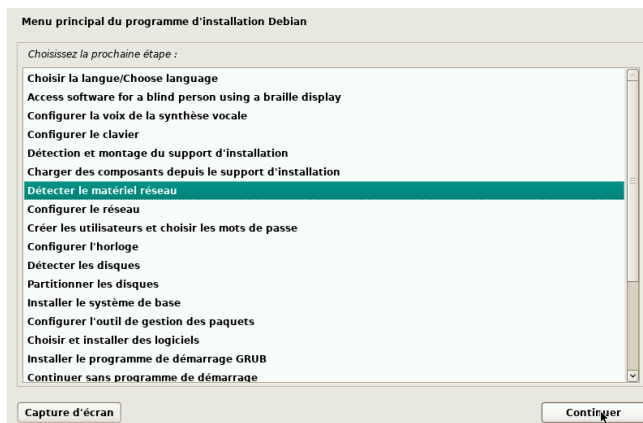 Menu principal du programme d'installation Debian
Choisissez la prochaine étape :
Choisir la langue/Choose language
Access software for a blind person using a braille display
Configurer la voix de la synthèse vocale
Configurer le clavier
Détection et montage du support d'installation
Charger des composants depuis le support d'installation
Détecter le matériel réseau
Configurer le réseau
Créer les utilisateurs et choisir les mots de passe
Configurer l'horloge
Détecter les disques
Partitionner les disques
Installer le système de base
Configurer l'outil de gestion des paquets
Choisir et installer des logiciels
Installer le programme de démarrage GRUB
Continuer sans programme de démarrage
Capture d'écran
Continuer